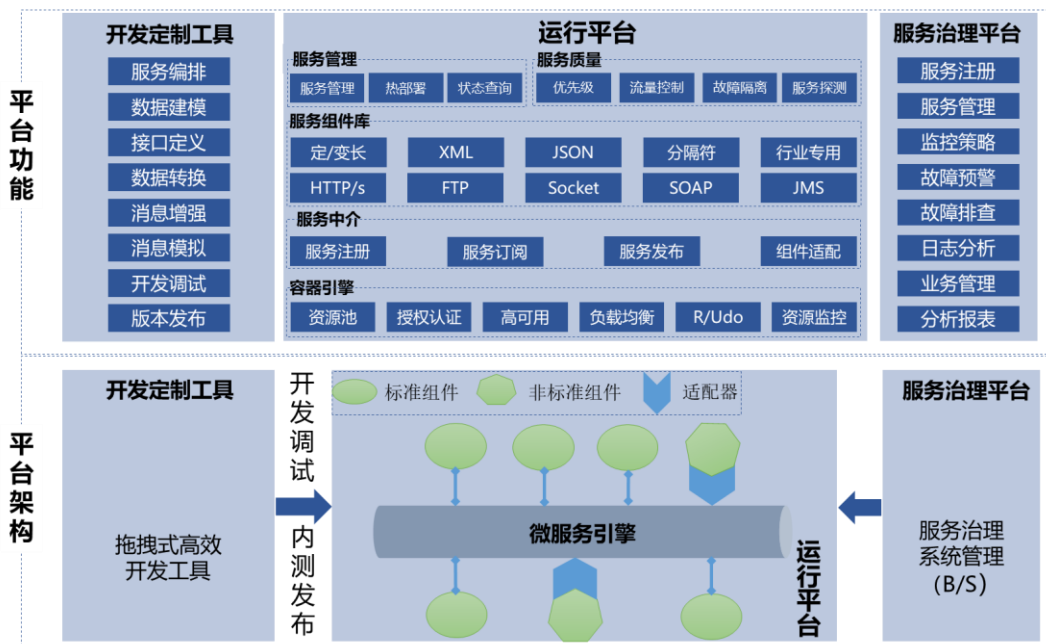 平台功能
开发定制工具
服务编排
数据建模
接口定义
数据转换
消息增强
消息模拟
开发调试
版本发布
运行平台
服务管理
服务管理 热部署 状态查询
服务质量
优先级 流量控制 故障隔离 服务探测
服务组件库
定/变长 XML JSON 分隔符 行业专用
HTTP/s FTP Socket SOAP JMS
服务中介
服务注册 服务订阅 服务发布 组件适配
容器引擎
资源池 授权认证 高可用 负载均衡 R/Udo 资源监控
服务治理平台
服务注册
服务管理
监控策略
故障预警
故障排查
日志分析
业务管理
分析报表
平台架构
开发定制工具
拖拽式高效
开发工具
开发调试
内测发布
标准组件 非标准组件 适配器
微服务引擎
运行平台
服务治理平台
服务治理
系统管理
(B/S)